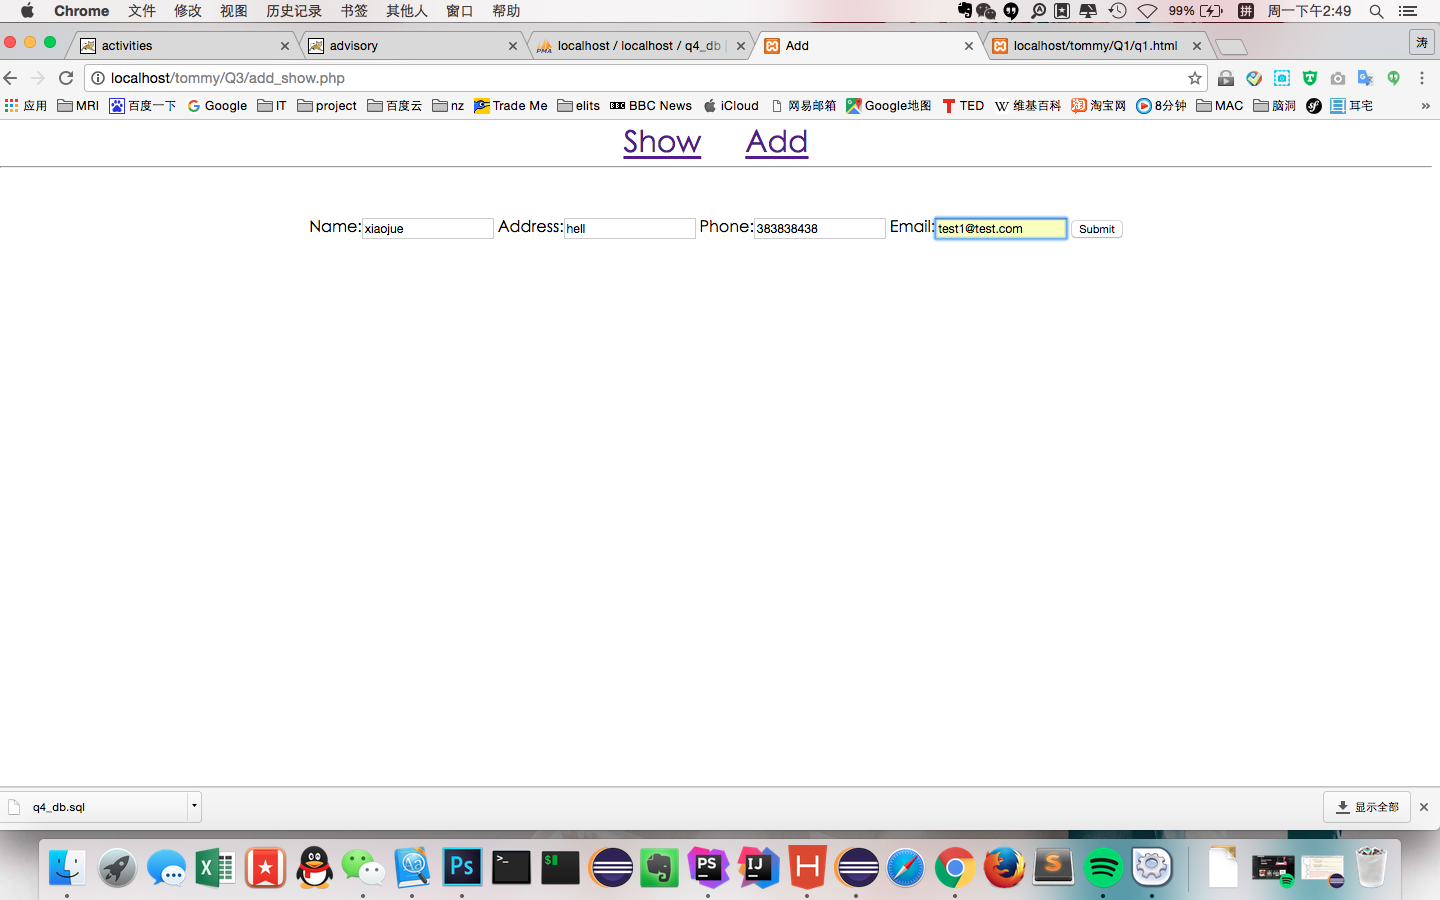 Chrome 文件 修改 视图 历史记录 书签 其他人 窗口 帮助 99% 拼 周一下午2:49
activities advisory localhost / localhost / q4_db Add localhost/tommy/Q1/q1.html 涛
localhost/tommy/Q3/add_show.php
应用 MRI 百度一下 Google IT project 百度云 nz Trade Me elits BBC News iCloud 网易邮箱 Google地图 TED 维基百科 淘宝网 8分钟 MAC 脑洞 耳宅 »
Show Add
Name: xiaojue Address: hell Phone: 383838438 Email: test1@test.com Submit
q4_db.sql 显示全部
Ps >_ $ PS IJ H S